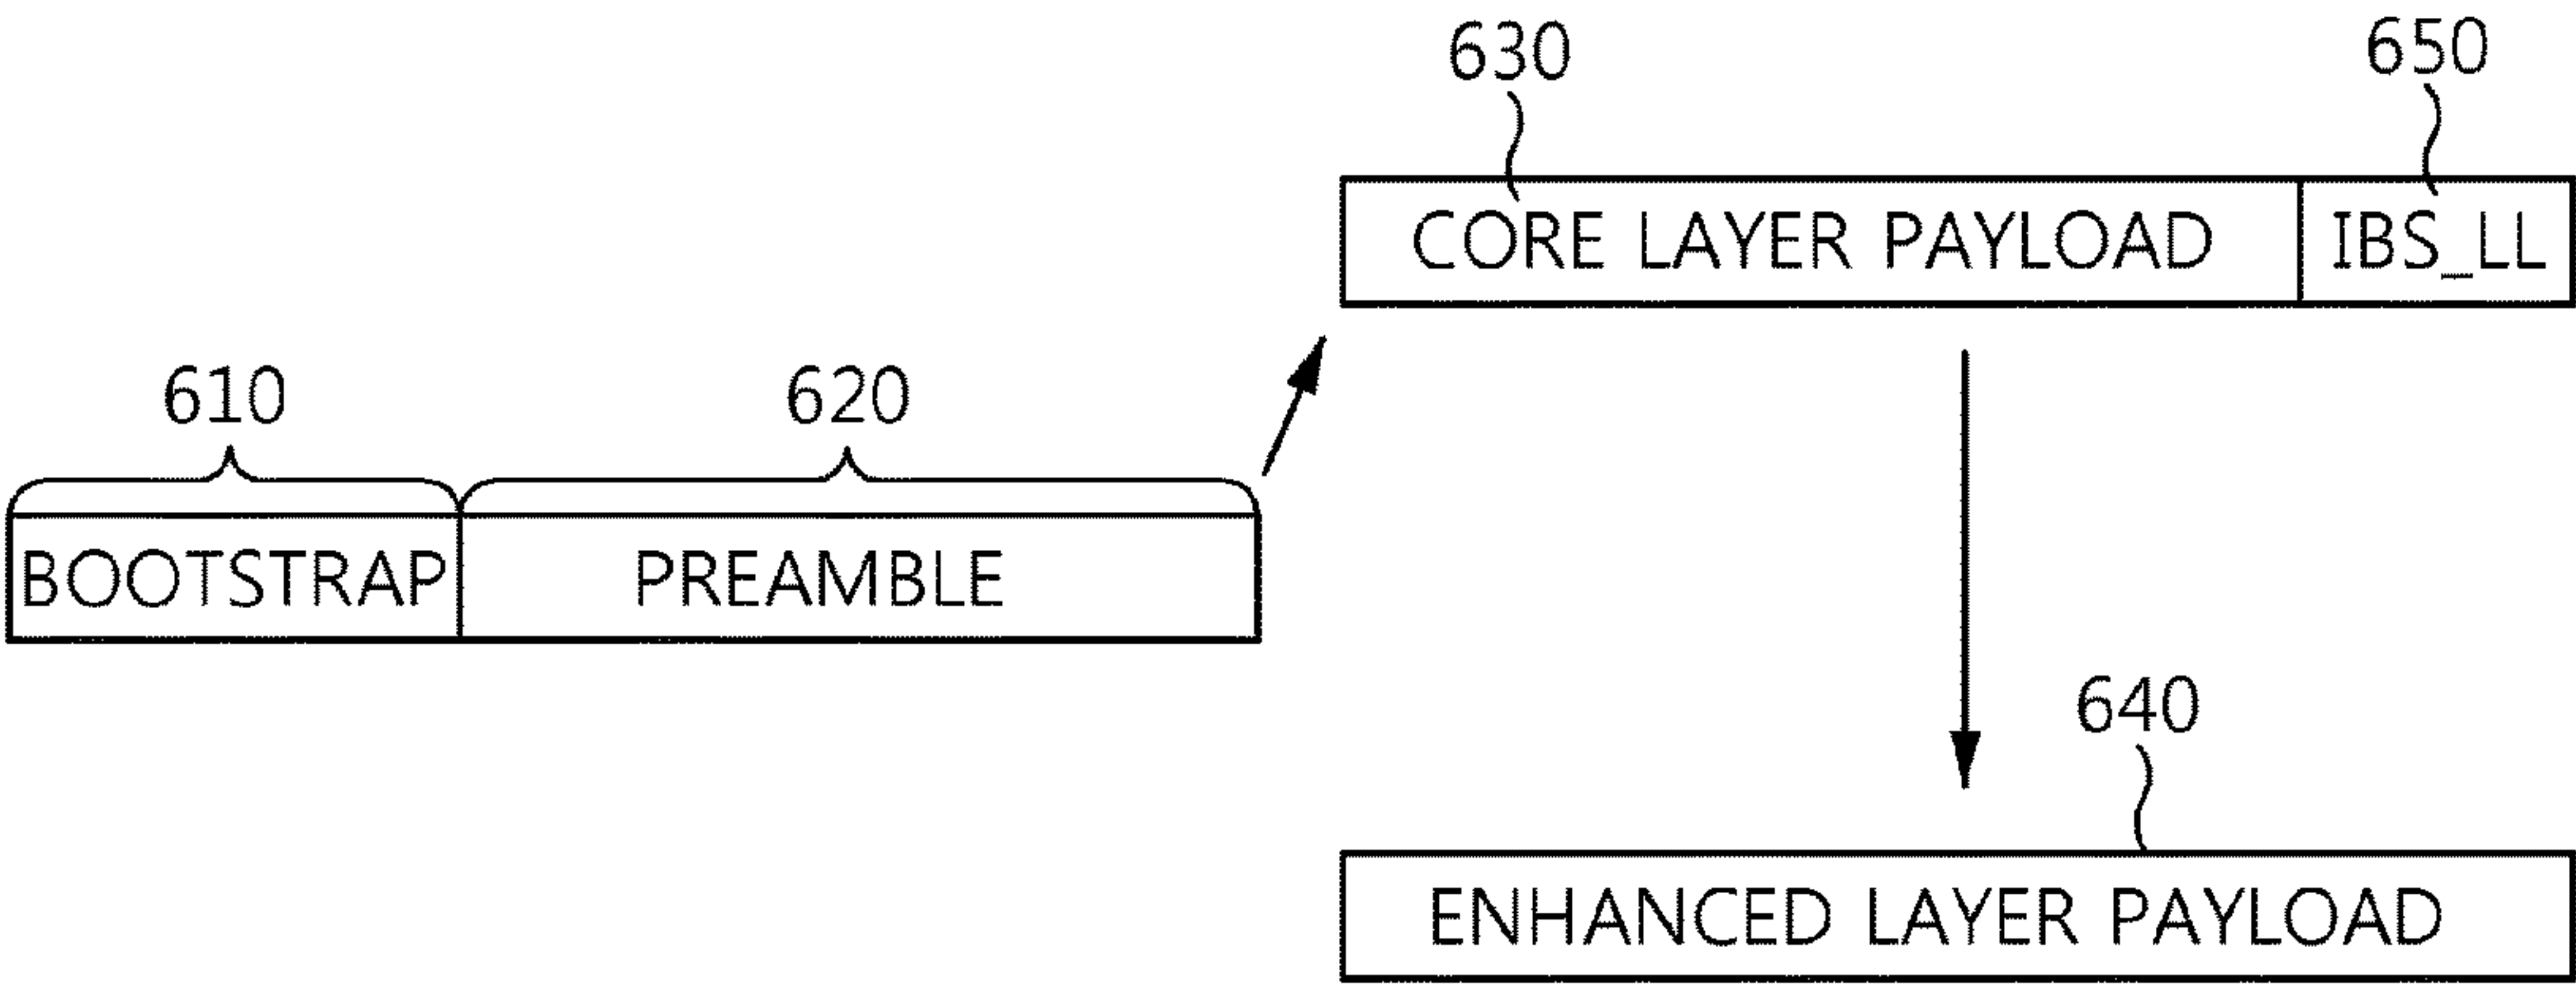 630
650
CORE LAYER PAYLOAD
IBS_LL
610
620
BOOTSTRAP
PREAMBLE
640
ENHANCED LAYER PAYLOAD